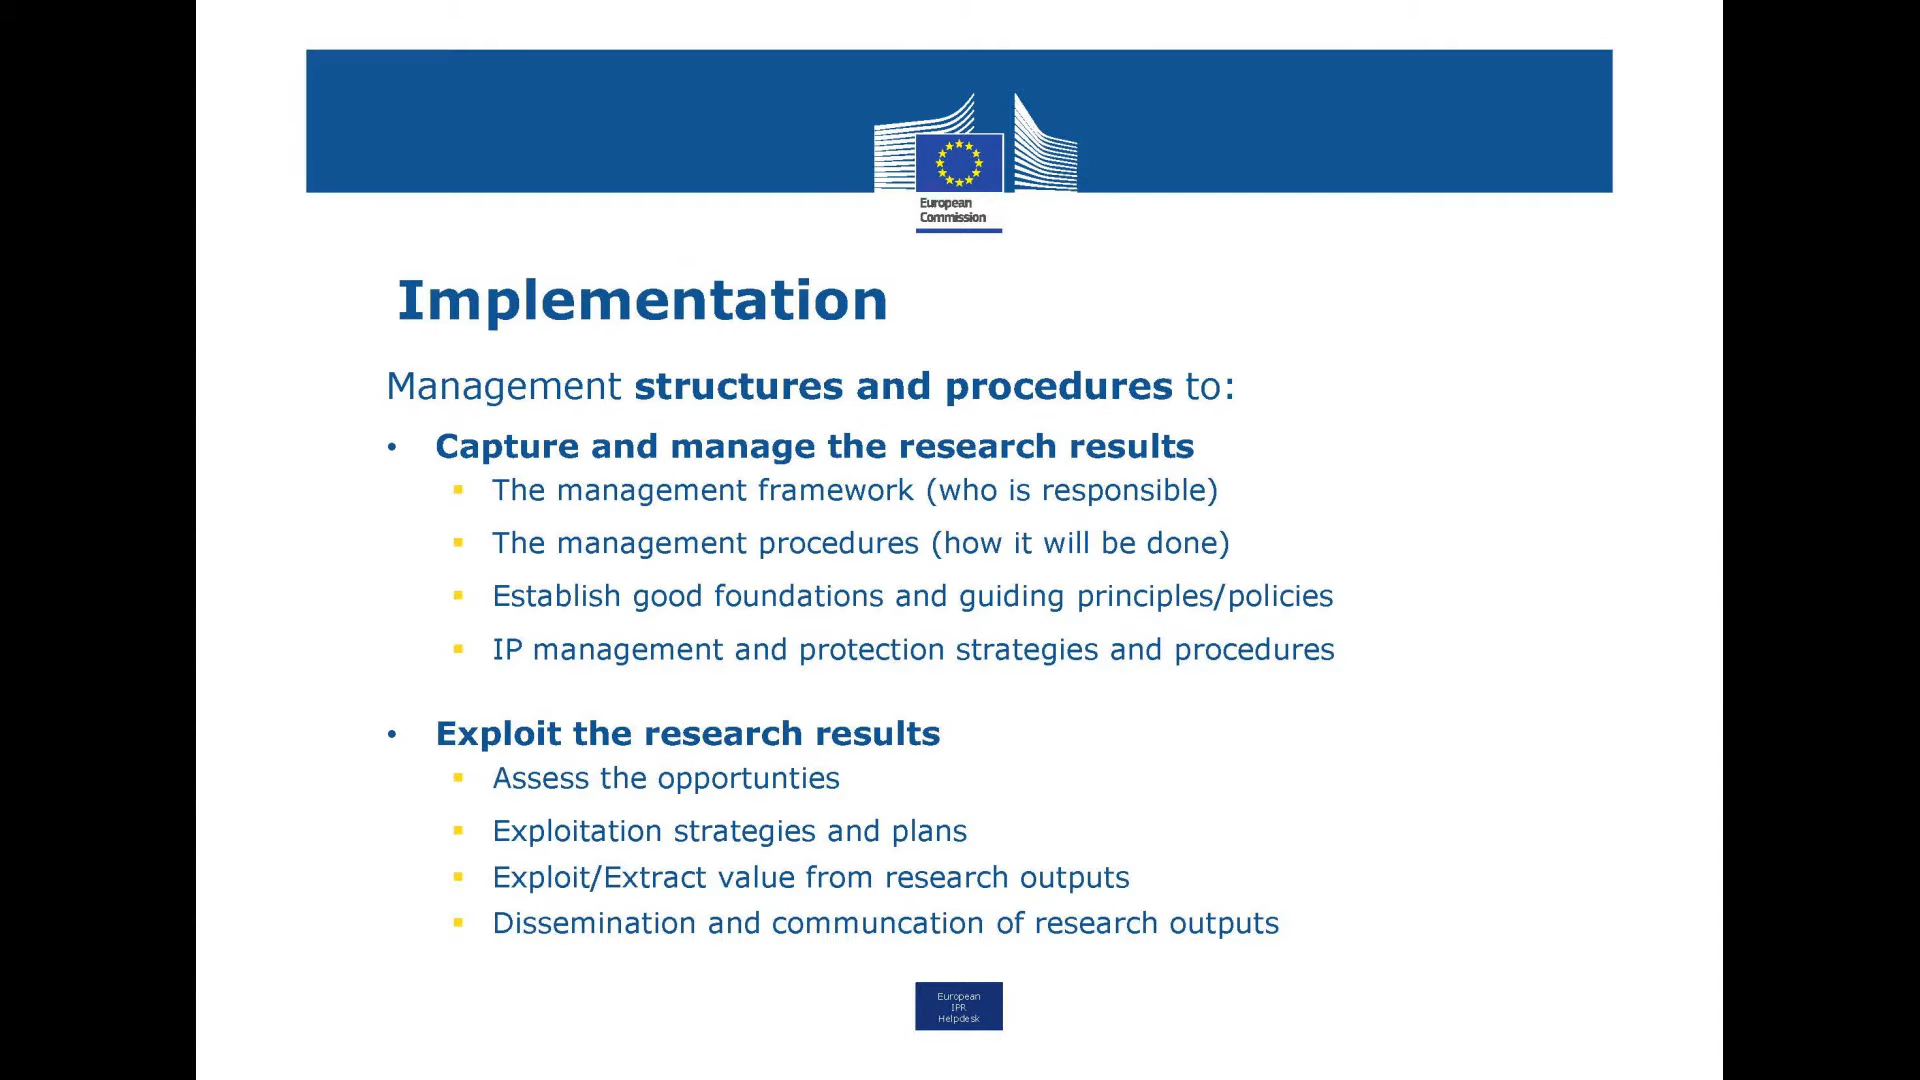 European
Commission
Implementation
Management structures and procedures to:
• Capture and manage the research results
▪ The management framework (who is responsible)
▪ The management procedures (how it will be done)
▪ Establish good foundations and guiding principles/policies
▪ IP management and protection strategies and procedures
• Exploit the research results
▪ Assess the opportunties
▪ Exploitation strategies and plans
▪ Exploit/Extract value from research outputs
▪ Dissemination and communcation of research outputs
European
IPR
Helpdesk